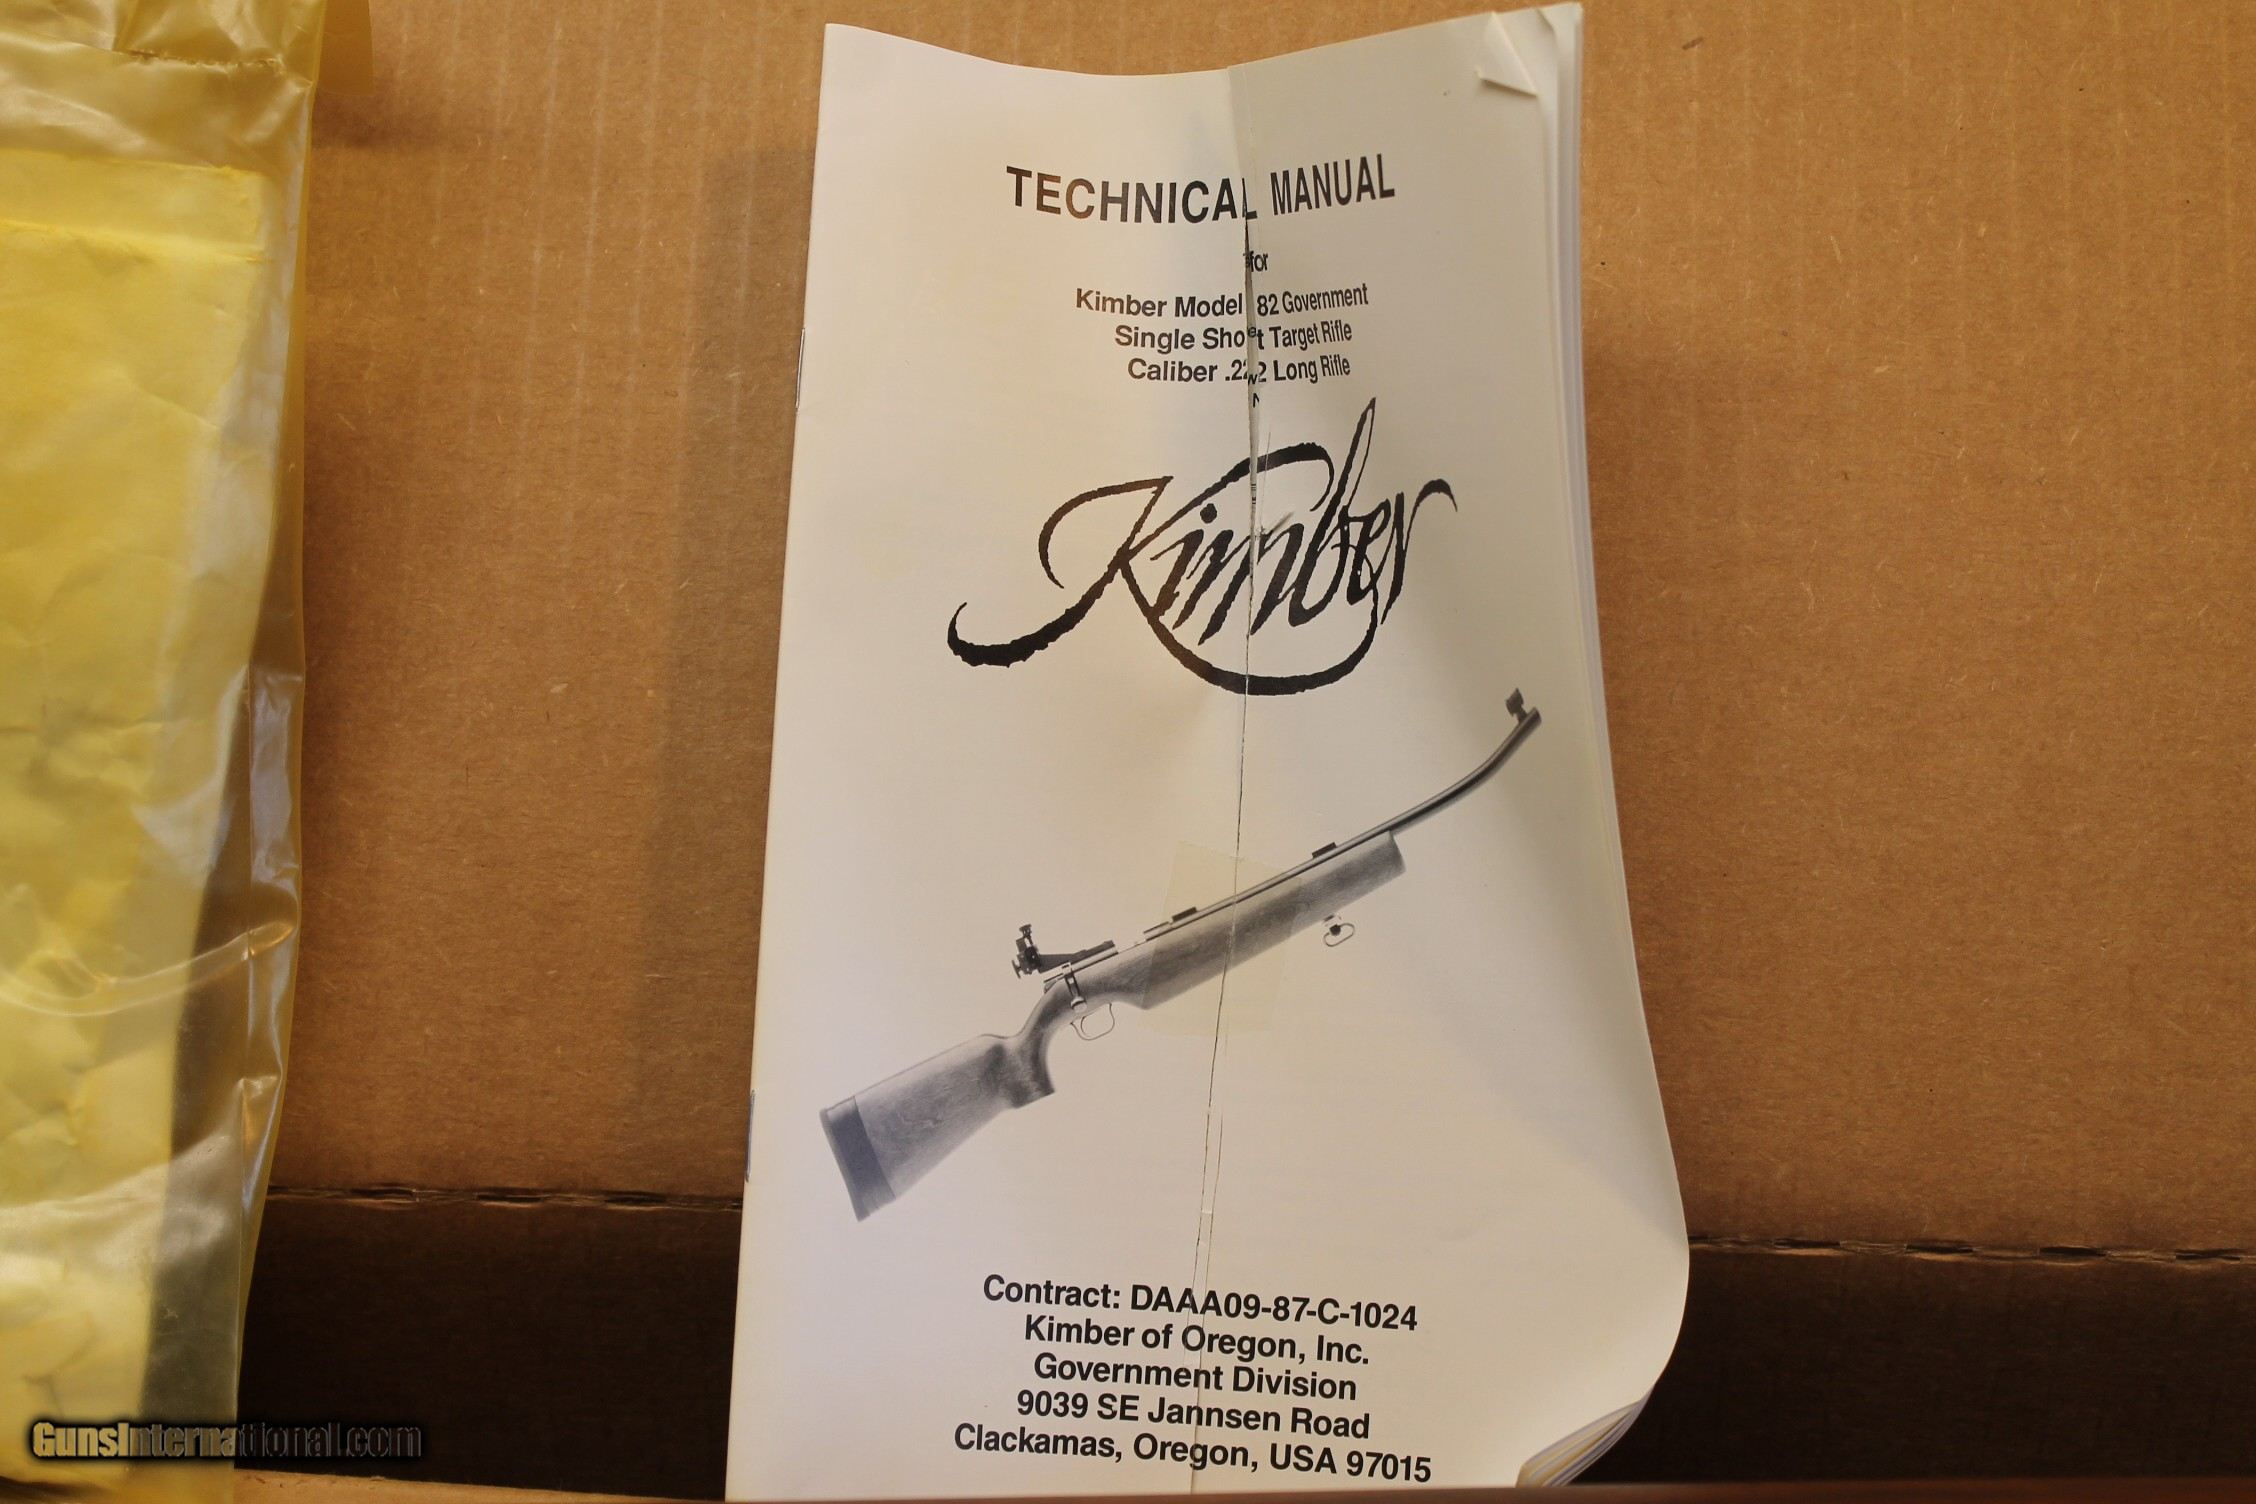 TECHNICAL MANUAL
for
Kimber Model 82 Government
Single Shot Target Rifle
Caliber .22 Long Rifle
Kimber
Contract: DAAA09-87-C-1024
Kimber of Oregon, Inc.
Government Division
9039 SE Jannsen Road
Clackamas, Oregon, USA 97015
GunsInternational.com